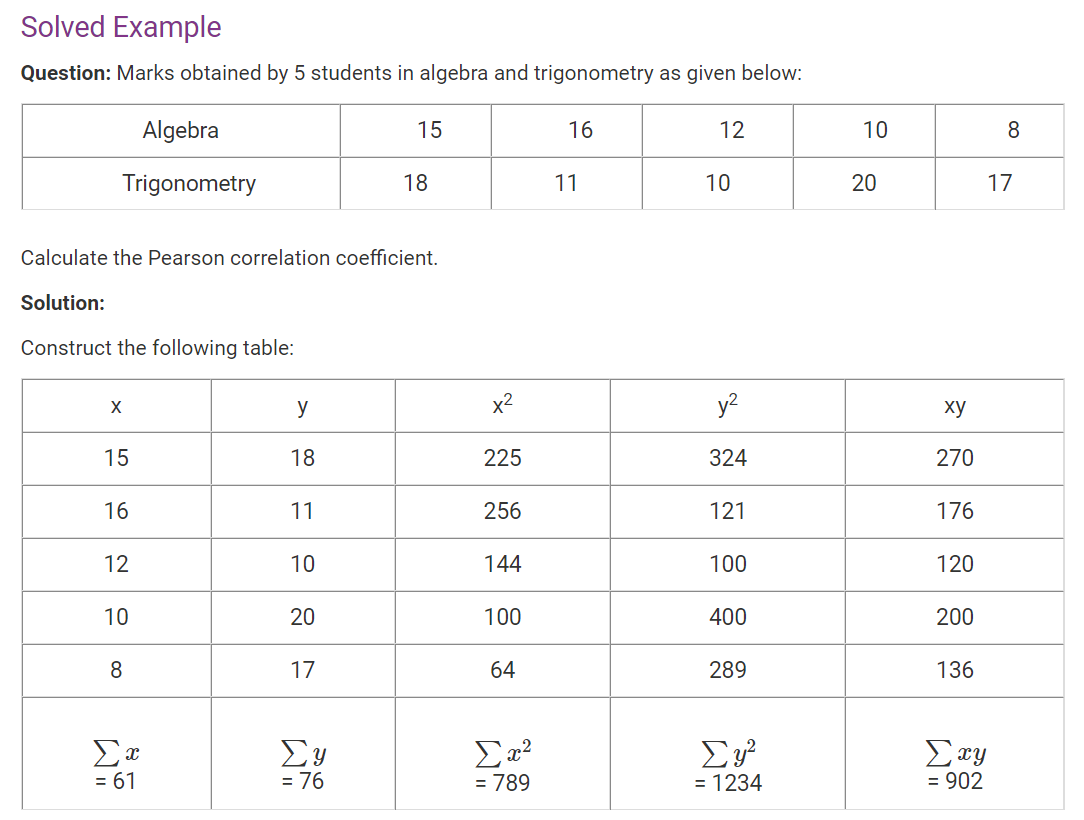 Solved Example
Question: Marks obtained by 5 students in algebra and trigonometry as given below:
Algebra 15 16 12 10 8
Trigonometry 18 11 10 20 17
Calculate the Pearson correlation coefficient.
Solution:
Construct the following table:
x y x² y² xy
15 18 225 324 270
16 11 256 121 176
12 10 144 100 120
10 20 100 400 200
8 17 64 289 136
∑x ∑y ∑x² ∑y² ∑xy
= 61 = 76 = 789 = 1234 = 902